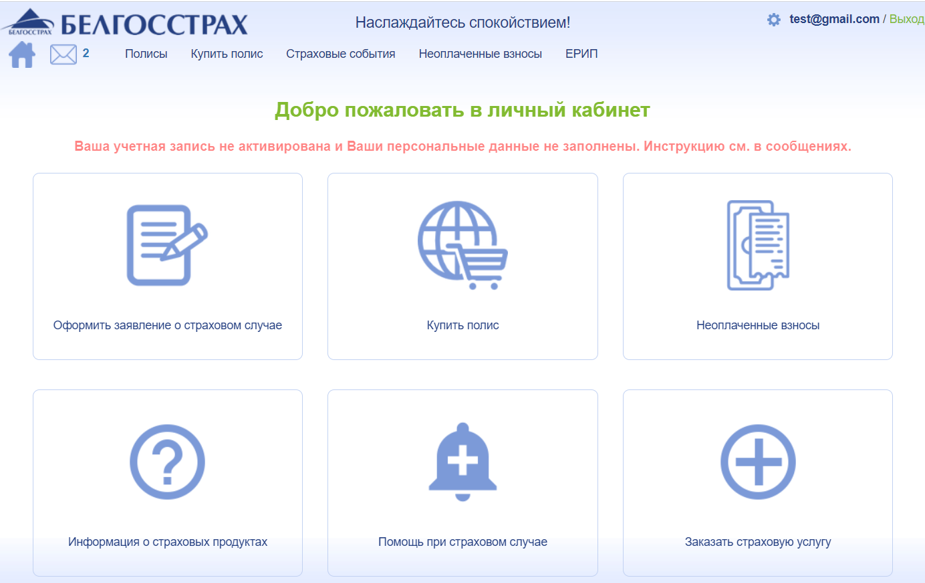 БЕЛГОССТРАХ
БЕЛГОССТРАХ
Наслаждайтесь спокойствием!
test@gmail.com / Выход
2
Полисы Купить полис Страховые события Неоплаченные взносы ЕРИП
Добро пожаловать в личный кабинет
Ваша учетная запись не активирована и Ваши персональные данные не заполнены. Инструкцию см. в сообщениях.
Оформить заявление о страховом случае
Купить полис
Неоплаченные взносы
?
Информация о страховых продуктах
Помощь при страховом случае
Заказать страховую услугу